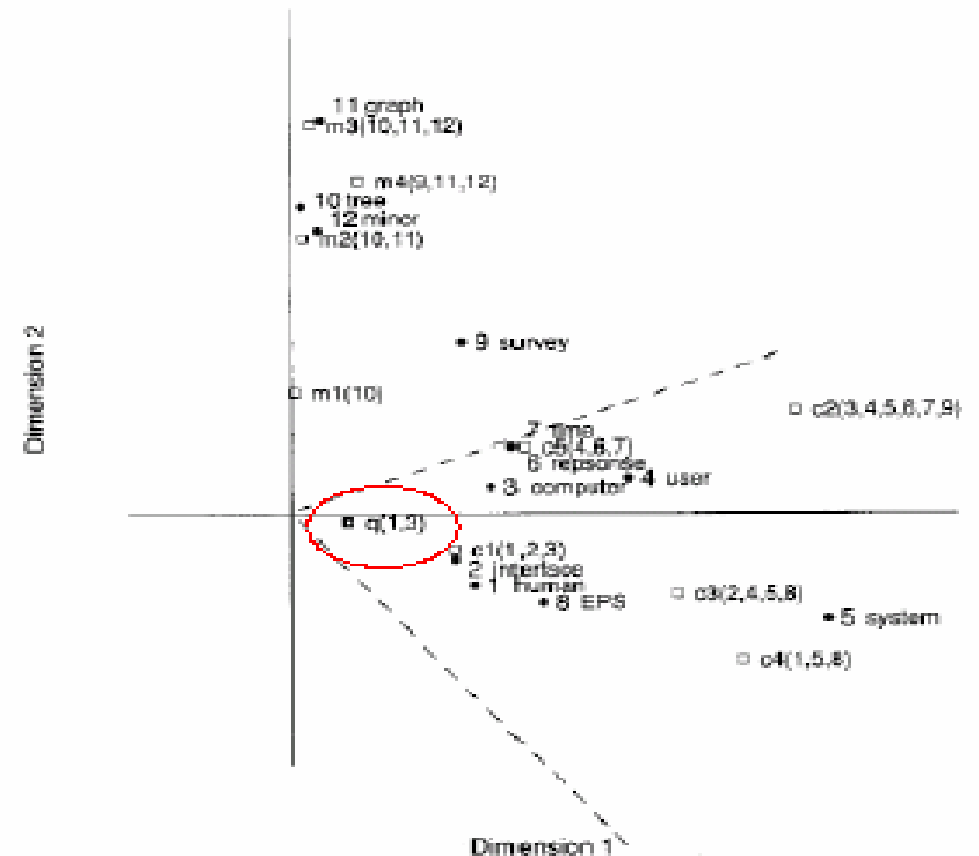 11 graph
m3(10,11,12)
m4(9,11,12)
10 tree
12 minor
m2(10,11)
Dimension 2
9 survey
m1(10)
c2(3,4,5,6,7,9)
7 time
c5(4,6,7)
6 repsonse
4 user
3 computer
q(1,3)
c1(1,2,3)
2 interface
1 human
8 EPS
c3(2,4,5,8)
5 system
c4(1,5,8)
Dimension 1